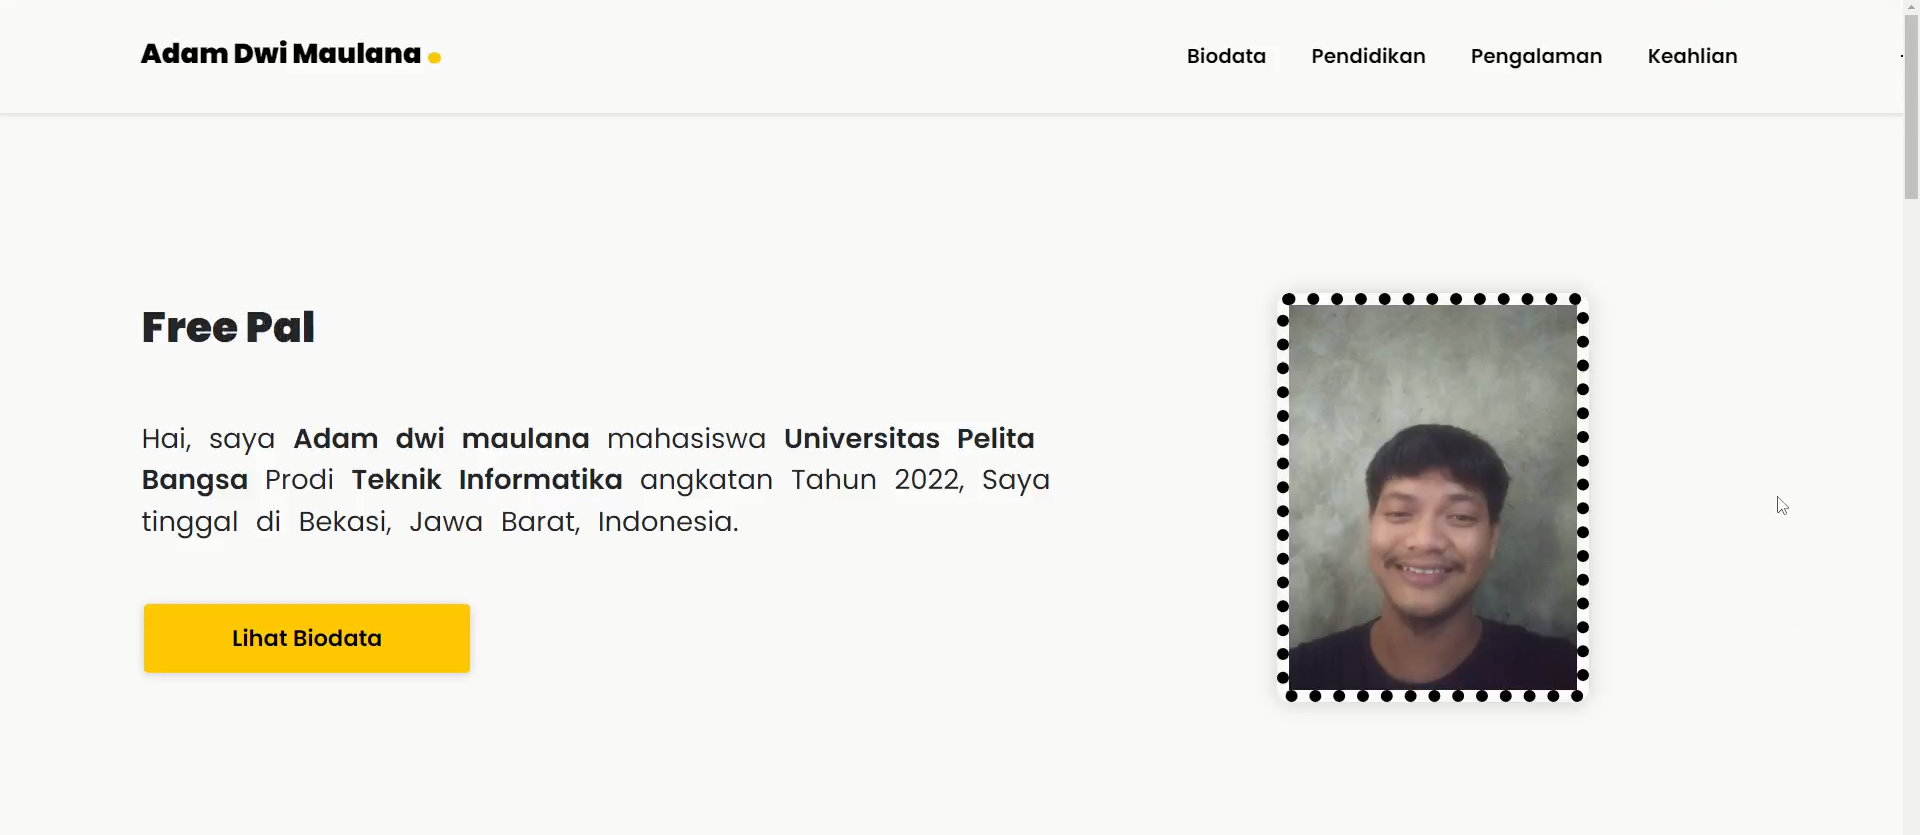 Adam Dwi Maulana
Biodata Pendidikan Pengalaman Keahlian
Free Pal
Hai, saya Adam dwi maulana mahasiswa Universitas Pelita
Bangsa Prodi Teknik Informatika angkatan Tahun 2022, Saya
tinggal di Bekasi, Jawa Barat, Indonesia.
Lihat Biodata